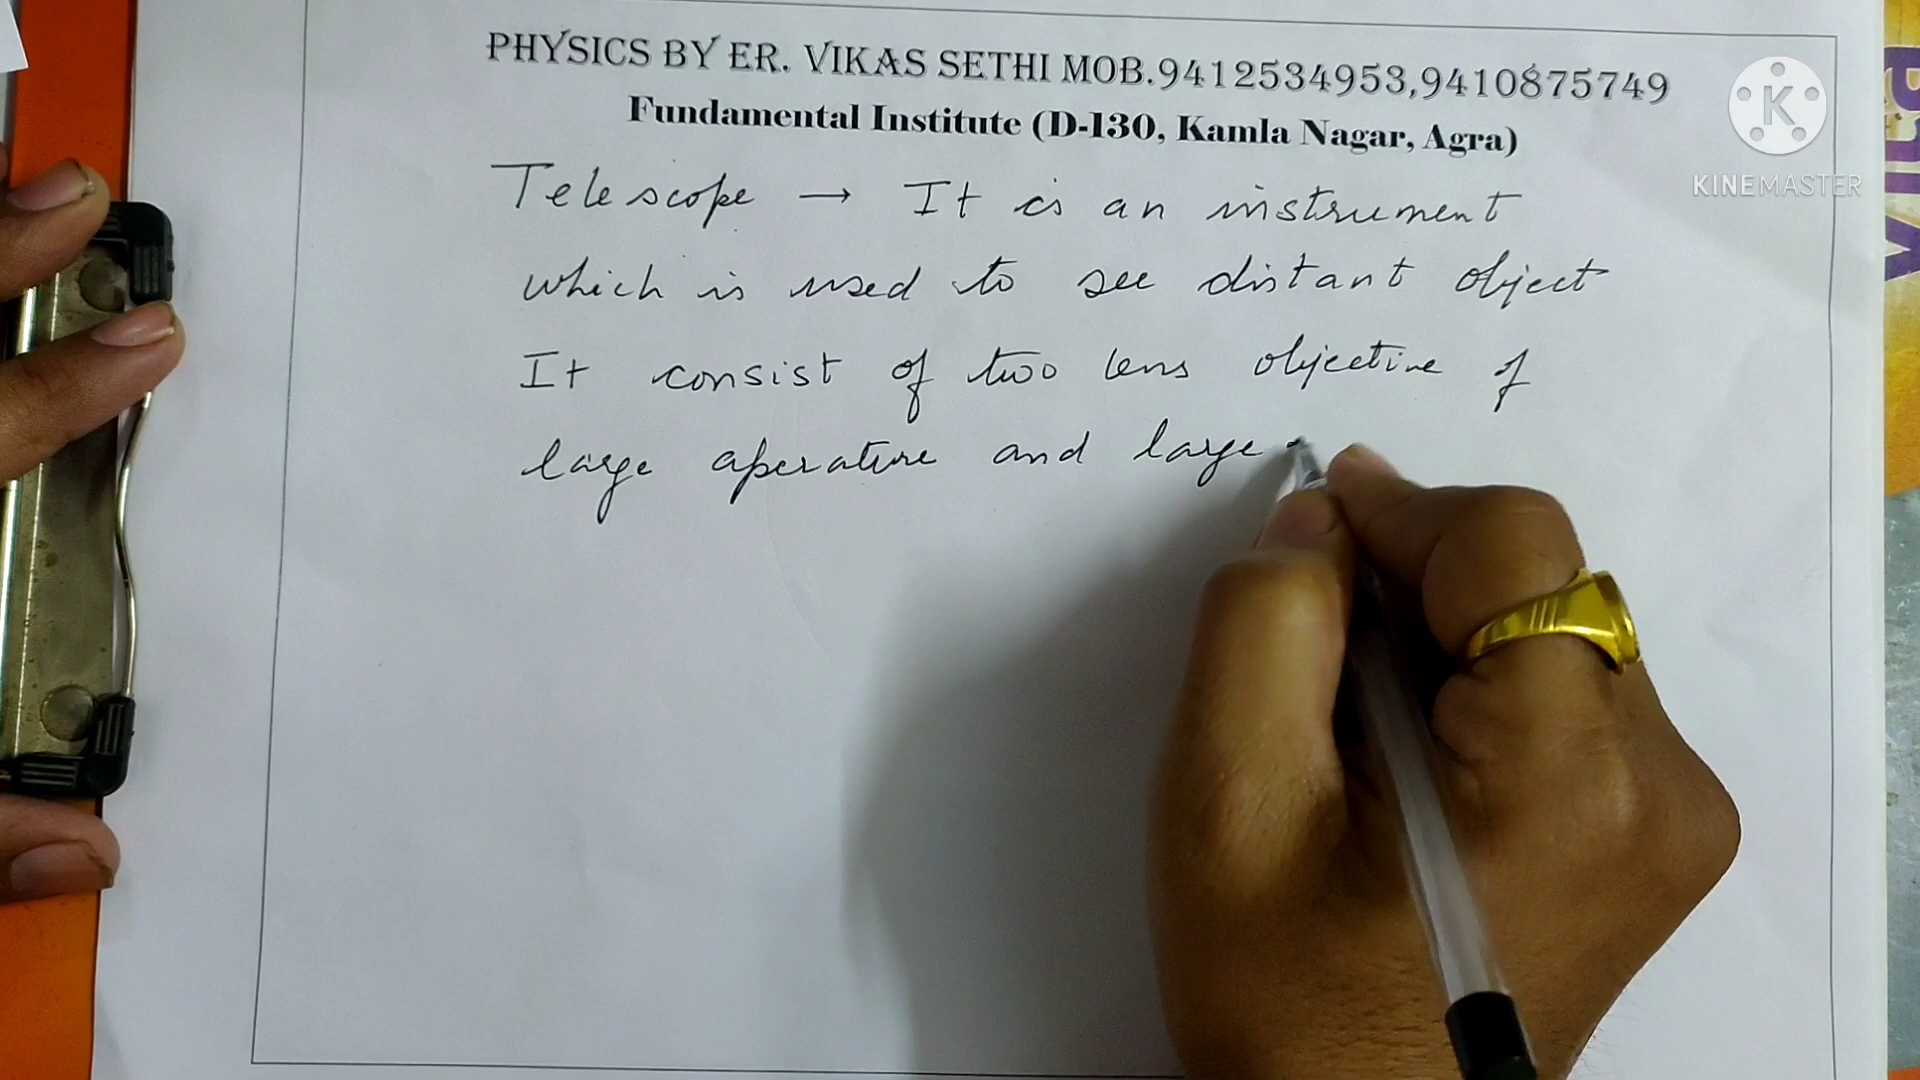 PHYSICS BY ER. VIKAS SETHI MOB.9412534953,9410875749
Fundamental Institute (D-130, Kamla Nagar, Agra)
K
KINEMASTER
Telescope → It is an instrument
which is used to see distant object
It consist of two lens objective of
large aperature and large